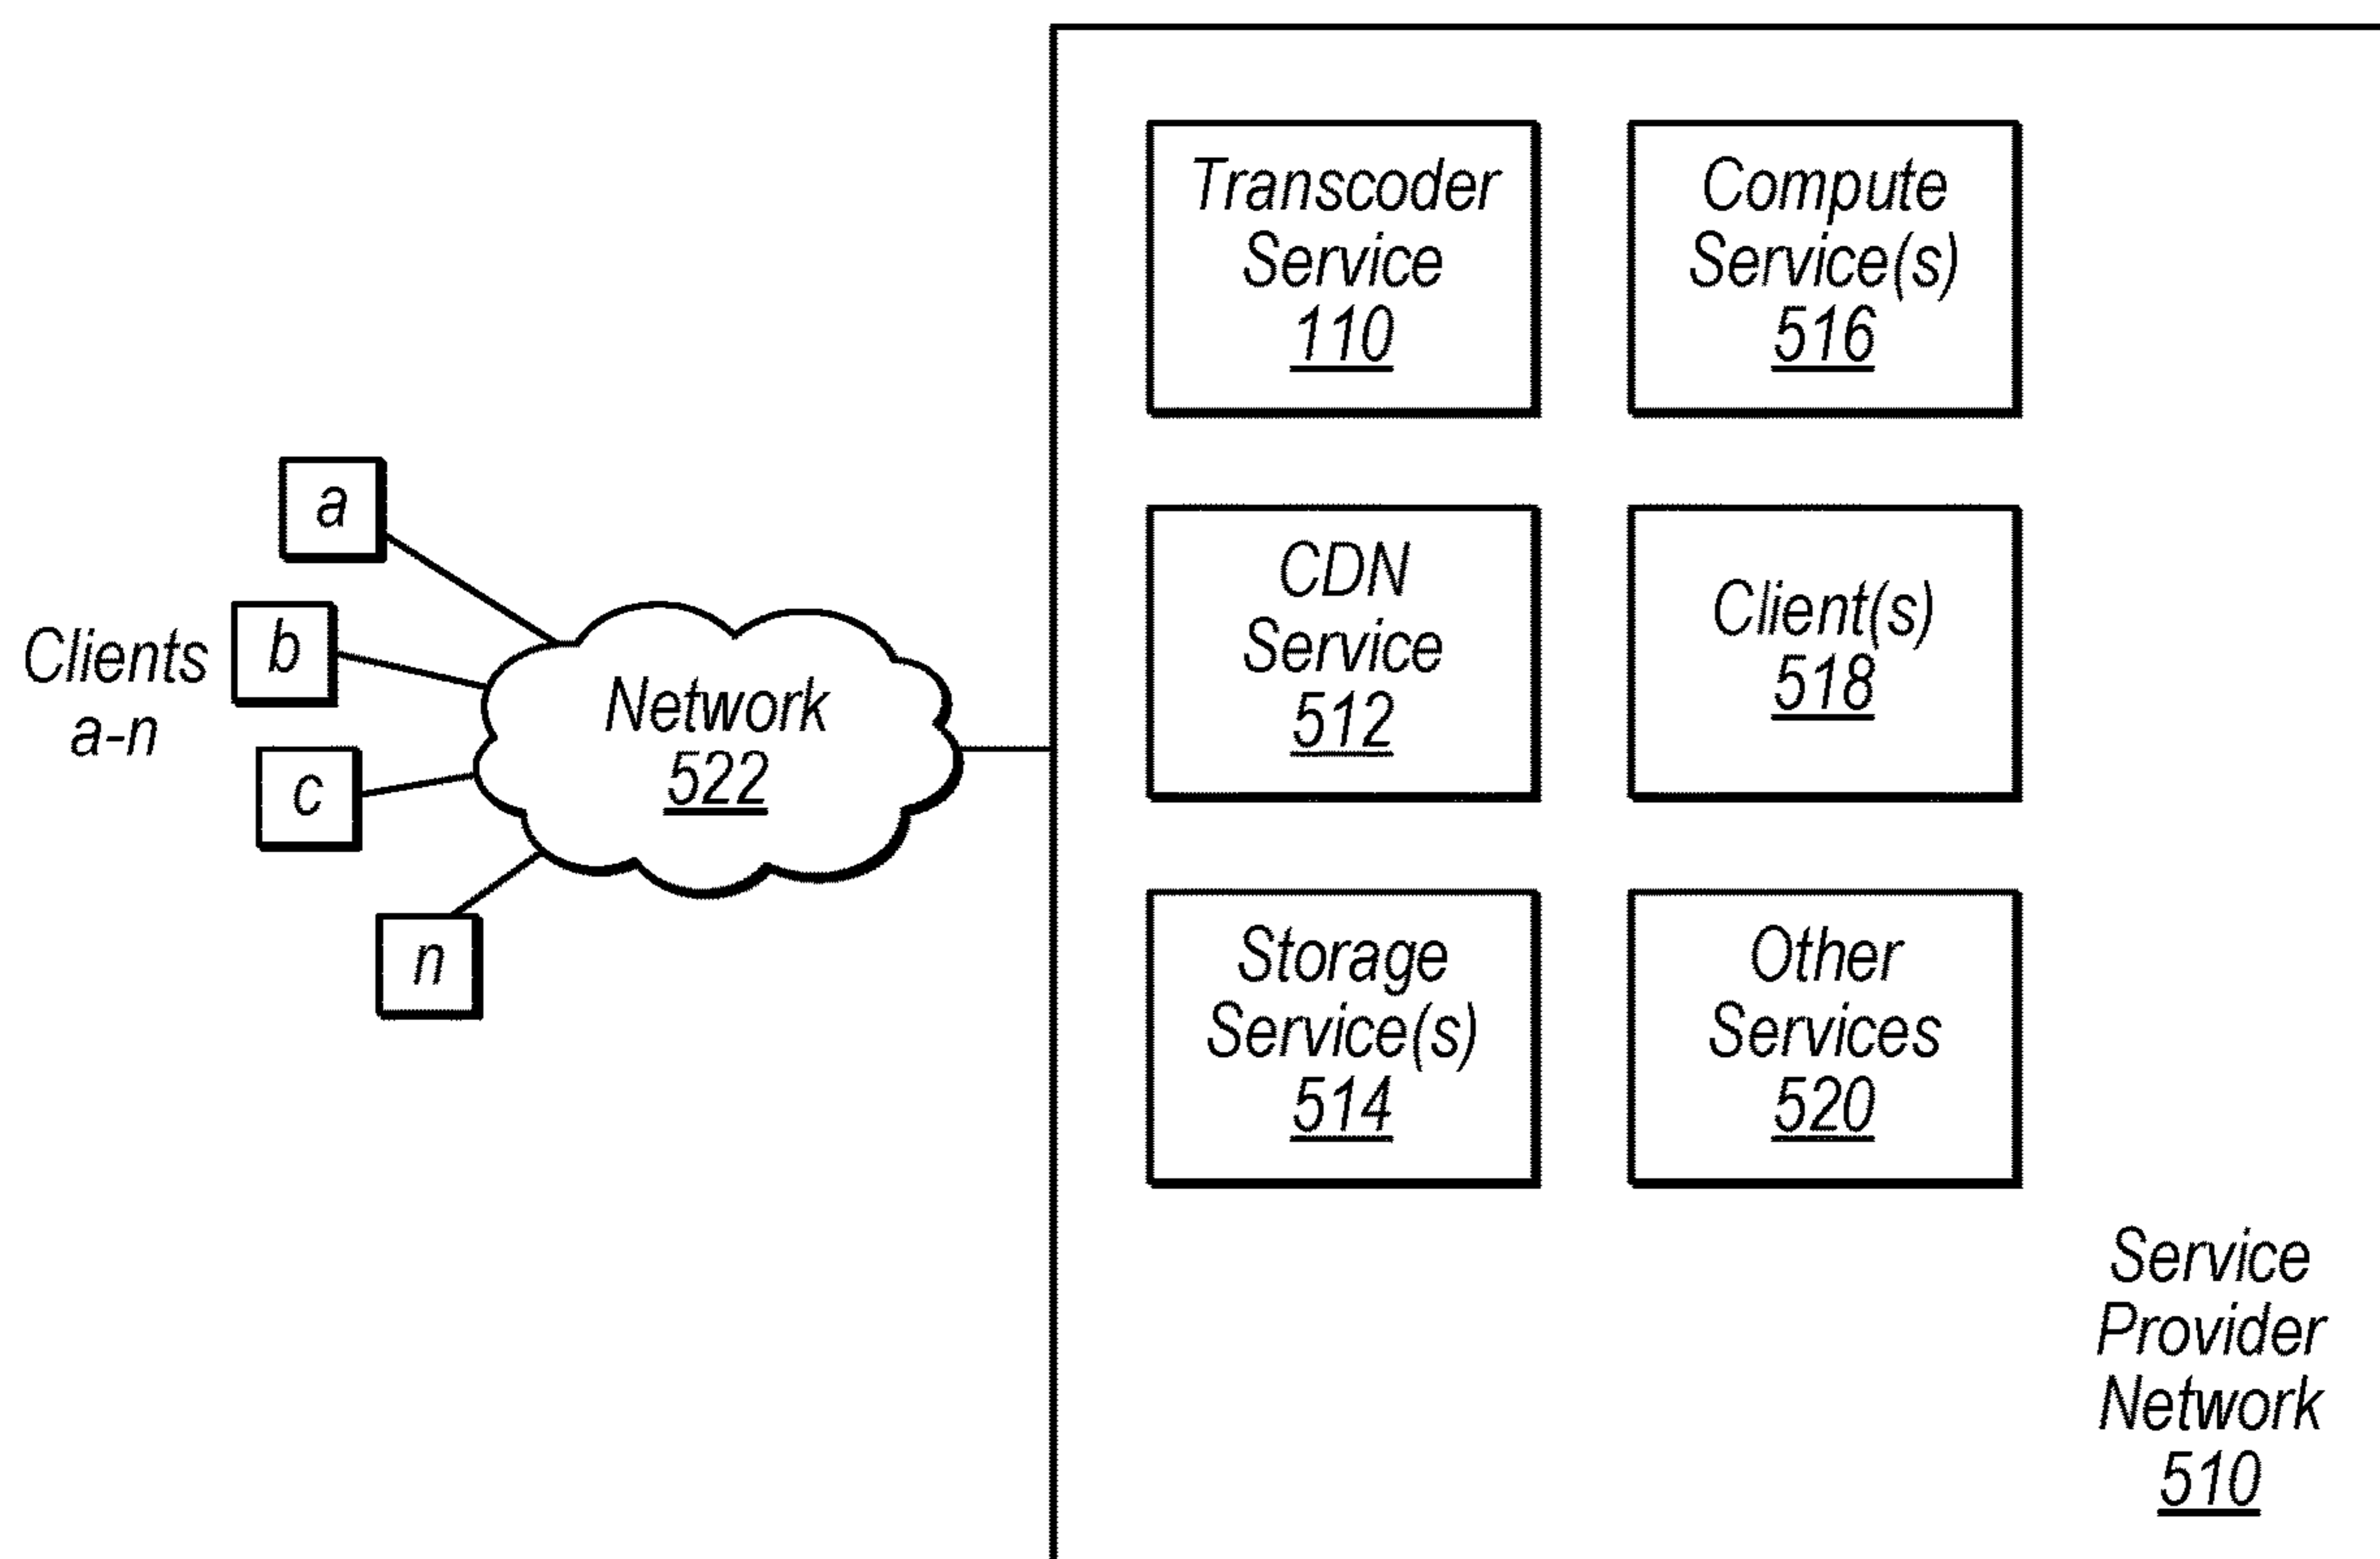 Clients
a-n
a
b
c
n
Network
522
Transcoder
Service
110
Compute
Service(s)
516
CDN
Service
512
Client(s)
518
Storage
Service(s)
514
Other
Services
520
Service
Provider
Network
510